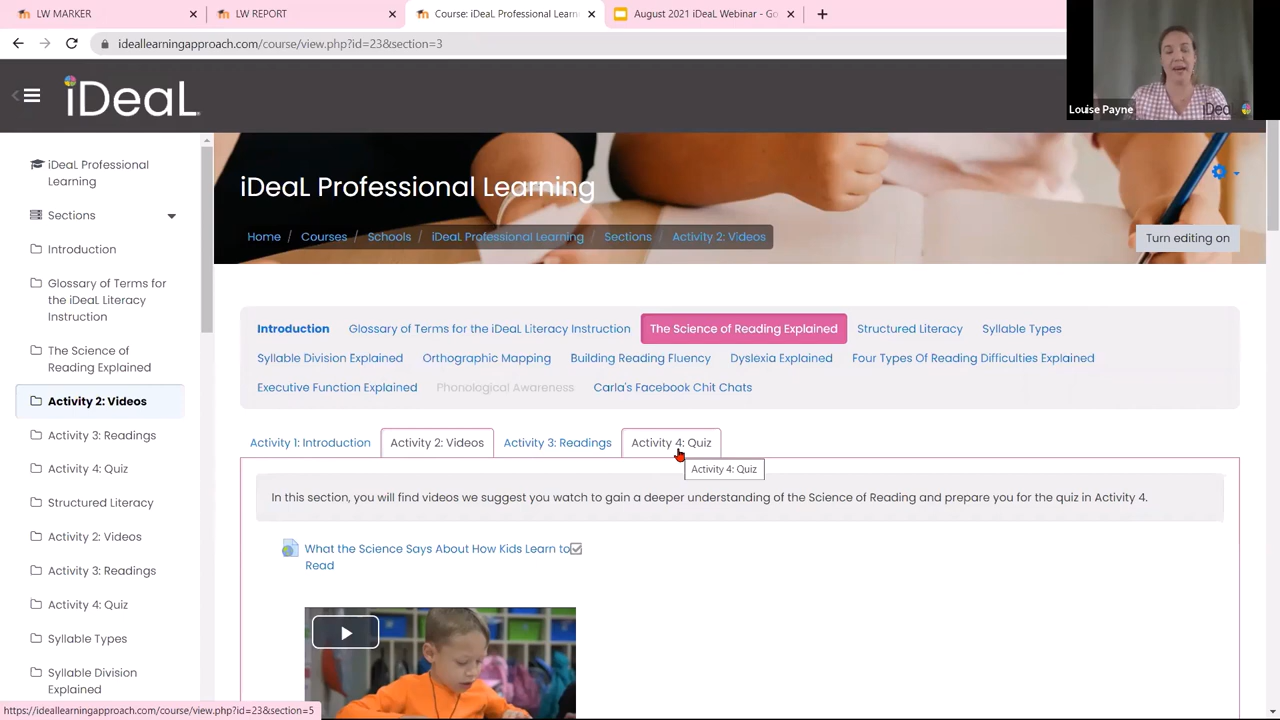 LW MARKER
LW REPORT
Course: iDeaL Professional Learn
August 2021 iDeaL Webinar - Go
ideallearningapproach.com/course/view.php?id=23&section=3
Louise Payne
iDeaL
iDeaL
iDeaL Professional
Learning
Sections
Introduction
Glossary of Terms for
the iDeaL Literacy
Instruction
The Science of
Reading Explained
Activity 2: Videos
Activity 3: Readings
Activity 4: Quiz
Structured Literacy
Activity 2: Videos
Activity 3: Readings
Activity 4: Quiz
Syllable Types
Syllable Division
Explained
iDeaL Professional Learning
Home / Courses / Schools / iDeaL Professional Learning / Sections / Activity 2: Videos
Turn editing on
Introduction Glossary of Terms for the iDeaL Literacy Instruction The Science of Reading Explained Structured Literacy Syllable Types
Syllable Division Explained Orthographic Mapping Building Reading Fluency Dyslexia Explained Four Types Of Reading Difficulties Explained
Executive Function Explained Phonological Awareness Carla's Facebook Chit Chats
Activity 1: Introduction Activity 2: Videos Activity 3: Readings Activity 4: Quiz
Activity 4: Quiz
In this section, you will find videos we suggest you watch to gain a deeper understanding of the Science of Reading and prepare you for the quiz in Activity 4.
What the Science Says About How Kids Learn to
Read
https://ideallearningapproach.com/course/view.php?id=23&section=5